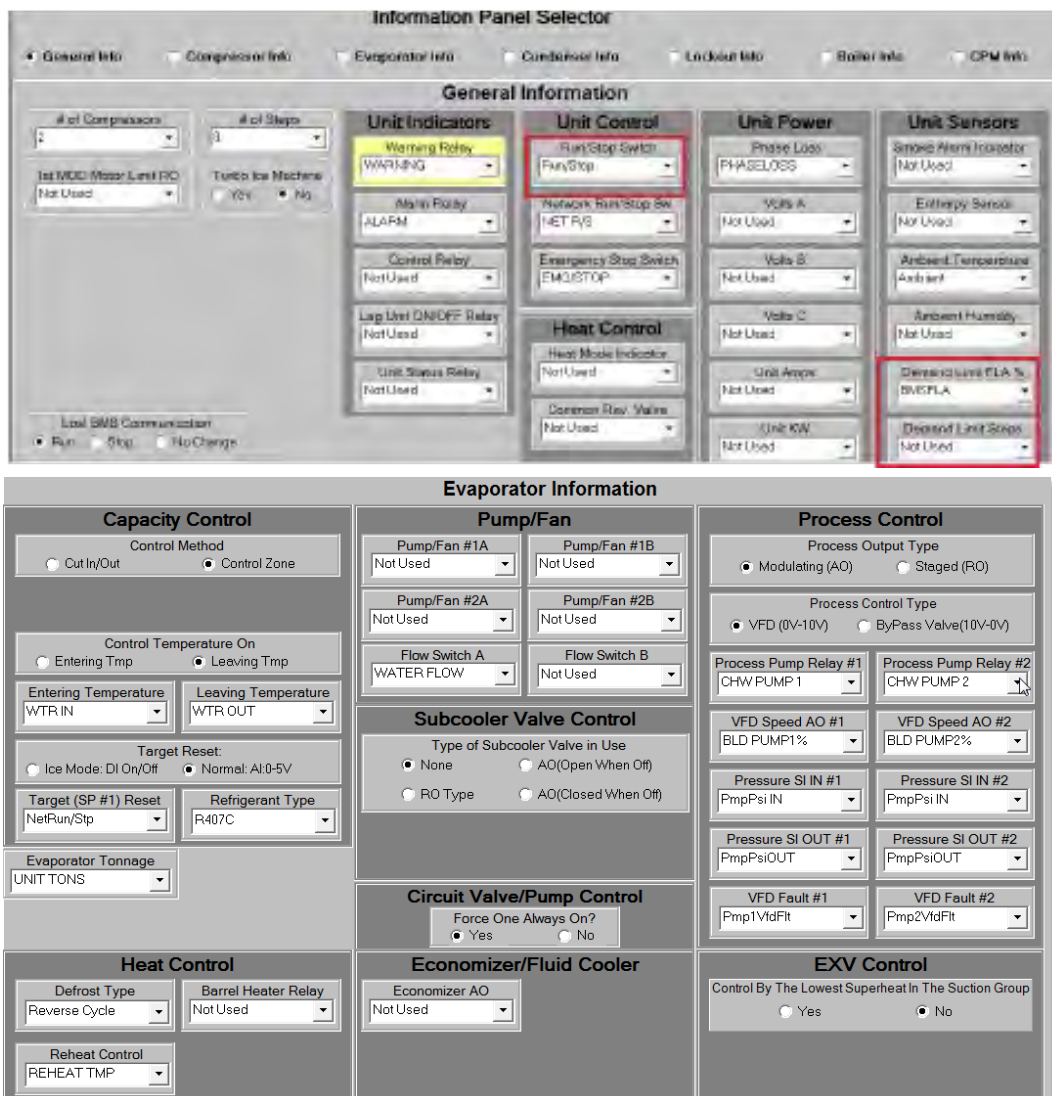 Information Panel Selector
General Info Compressor Info Evaporator Info Condenser Info Lockout Info Boiler Info CPM Info
General Information
# of Compressors
2
# of Steps
3
1st MOD Motor Limit RO
Not Used
Turbo Ice Machine
Yes No
Lost BMB Communication
Run Stop No Change
Unit Indicators
Warning Relay
WARNING
Alarm Relay
ALARM
Control Relay
Not Used
Lag Unit ON/OFF Relay
Not Used
Unit Status Relay
Not Used
Unit Control
Run/Stop Switch
Run/Stop
Network Run/Stop Sw
NET R/S
Emergency Stop Switch
EMG/STOP
Heat Control
Heat Mode Indicator
Not Used
Common Rev. Valve
Not Used
Unit Power
Phase Loss
PHASELOSS
Volts A
Not Used
Volts B
Not Used
Volts C
Not Used
Unit Amps
Not Used
Unit KW
Not Used
Unit Sensors
Smoke Alarm Indicator
Not Used
Enthalpy Sensor
Not Used
Ambient Temperature
Ambient
Ambient Humidity
Not Used
Demand Limit FLA %
BMSFLA
Demand Limit Steps
Not Used
Evaporator Information
Capacity Control
Control Method
Cut In/Out Control Zone
Control Temperature On
Entering Tmp Leaving Tmp
Entering Temperature
WTR IN
Leaving Temperature
WTR OUT
Target Reset:
Ice Mode: DI On/Off Normal: AI:0-5V
Target (SP #1) Reset
NetRun/Stp
Refrigerant Type
R407C
Evaporator Tonnage
UNIT TONS
Pump/Fan
Pump/Fan #1A
Not Used
Pump/Fan #1B
Not Used
Pump/Fan #2A
Not Used
Pump/Fan #2B
Not Used
Flow Switch A
WATER FLOW
Flow Switch B
Not Used
Subcooler Valve Control
Type of Subcooler Valve in Use
None AO(Open When Off)
RO Type AO(Closed When Off)
Circuit Valve/Pump Control
Force One Always On?
Yes No
Process Control
Process Output Type
Modulating (AO) Staged (RO)
Process Control Type
VFD (0V-10V) ByPass Valve(10V-0V)
Process Pump Relay #1
CHW PUMP 1
Process Pump Relay #2
CHW PUMP 2
VFD Speed AO #1
BLD PUMP1%
VFD Speed AO #2
BLD PUMP2%
Pressure SI IN #1
PmpPsi IN
Pressure SI IN #2
PmpPsi IN
Pressure SI OUT #1
PmpPsiOUT
Pressure SI OUT #2
PmpPsiOUT
VFD Fault #1
Pmp1VfdFlt
VFD Fault #2
Pmp2VfdFlt
Heat Control
Defrost Type
Reverse Cycle
Barrel Heater Relay
Not Used
Reheat Control
REHEAT TMP
Economizer/Fluid Cooler
Economizer AO
Not Used
EXV Control
Control By The Lowest Superheat In The Suction Group
Yes No